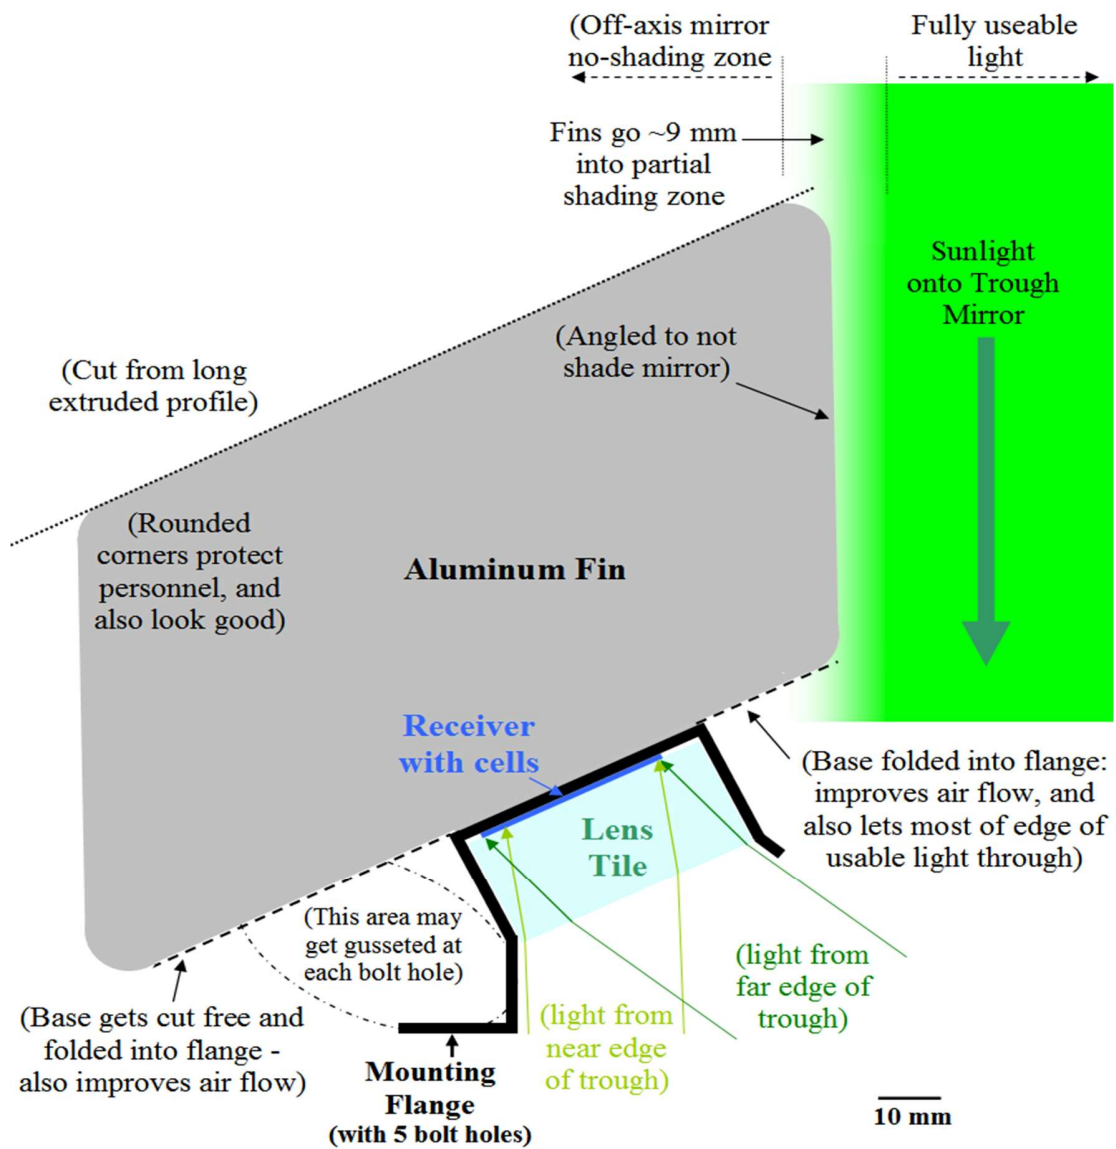 (Off-axis mirror
no-shading zone
Fully useable
light
Fins go ~9 mm
into partial
shading zone
Sunlight
onto Trough
Mirror
(Angled to not
shade mirror)
(Cut from long
extruded profile)
(Rounded
corners protect
personnel, and
also look good)
Aluminum Fin
Receiver
with cells
(Base folded into flange:
improves air flow, and
also lets most of edge of
usable light through)
Lens
Tile
(This area may
get gusseted at
each bolt hole)
(light from
far edge of
trough)
(Base gets cut free and
folded into flange -
also improves air flow)
(light from
near edge
of trough)
Mounting
Flange
(with 5 bolt holes)
10 mm